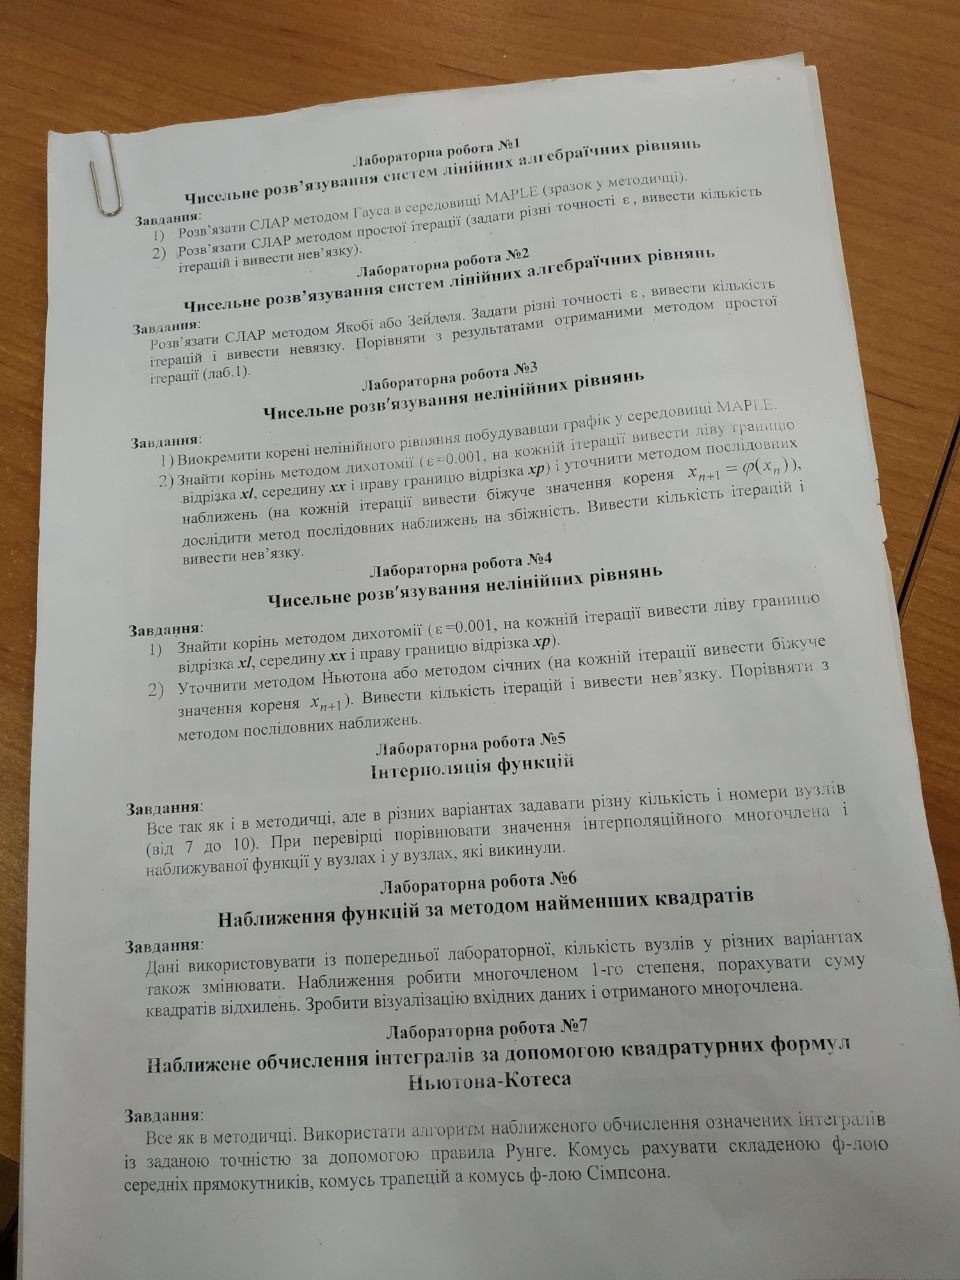 Лабораторна робота №1
Чисельне розв’язування систем лінійних алгебраїчних рівнянь
Завдання:
1) Розв’язати СЛАР методом Гауса в середовищі MAPLE (зразок у методичці).
2) Розв’язати СЛАР методом простої ітерації (задати різні точності ε, вивести кількість
ітерацій і вивести нев’язку).
Лабораторна робота №2
Чисельне розв’язування систем лінійних алгебраїчних рівнянь
Завдання:
Розв’язати СЛАР методом Якобі або Зейделя. Задати різні точності ε, вивести кількість
ітерацій і вивести невязку. Порівняти з результатами отриманими методом простої
ітерації (лаб.1).
Лабораторна робота №3
Чисельне розв'язування нелінійних рівнянь
Завдання:
1) Виокремити корені нелінійного рівняння побудувавши графік у середовищі MAPLE.
2) Знайти корінь методом дихотомії (ε=0.001, на кожній ітерації вивести ліву границю
відрізка xl, середину xx і праву границю відрізка xp) і уточнити методом послідовних
наближень (на кожній ітерації вивести біжуче значення кореня xₙ₊₁ = φ(xₙ)),
дослідити метод послідовних наближень на збіжність. Вивести кількість ітерацій і
вивести нев’язку.
Лабораторна робота №4
Чисельне розв'язування нелінійних рівнянь
Завдання:
1) Знайти корінь методом дихотомії (ε=0.001, на кожній ітерації вивести ліву границю
відрізка xl, середину xx і праву границю відрізка xp).
2) Уточнити методом Ньютона або методом січних (на кожній ітерації вивести біжуче
значення кореня xₙ₊₁). Вивести кількість ітерацій і вивести нев’язку. Порівняти з
методом послідовних наближень.
Лабораторна робота №5
Інтерполяція функцій
Завдання:
Все так як і в методичці, але в різних варіантах задавати різну кількість і номери вузлів
(від 7 до 10). При перевірці порівнювати значення інтерполяційного многочлена і
наближуваної функції у вузлах і у вузлах, які викинули.
Лабораторна робота №6
Наближення функцій за методом найменших квадратів
Завдання:
Дані використовувати із попередньої лабораторної, кількість вузлів у різних варіантах
також змінювати. Наближення робити многочленом 1-го степеня, порахувати суму
квадратів відхилень. Зробити візуалізацію вхідних даних і отриманого многочлена.
Лабораторна робота №7
Наближене обчислення інтегралів за допомогою квадратурних формул
Ньютона-Котеса
Завдання:
Все як в методичці. Використати алгоритм наближеного обчислення означених інтегралів
із заданою точністю за допомогою правила Рунге. Комусь рахувати складеною ф-лою
середніх прямокутників, комусь трапецій а комусь ф-лою Сімпсона.